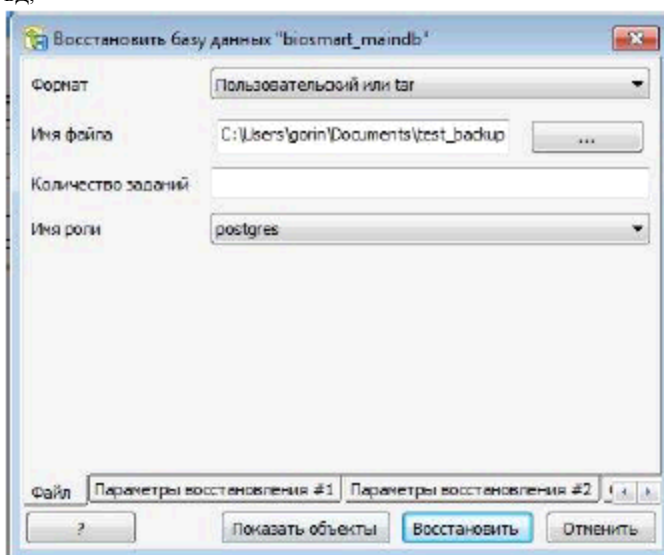 Восстановить базу данных "biosmart_maindb"
Формат Пользовательский или tar
Имя файла C:\Users\gorin\Documents\test_backup ...
Количество заданий
Имя роли postgres
Файл Параметры восстановления #1 Параметры восстановления #2
? Показать объекты Восстановить Отменить